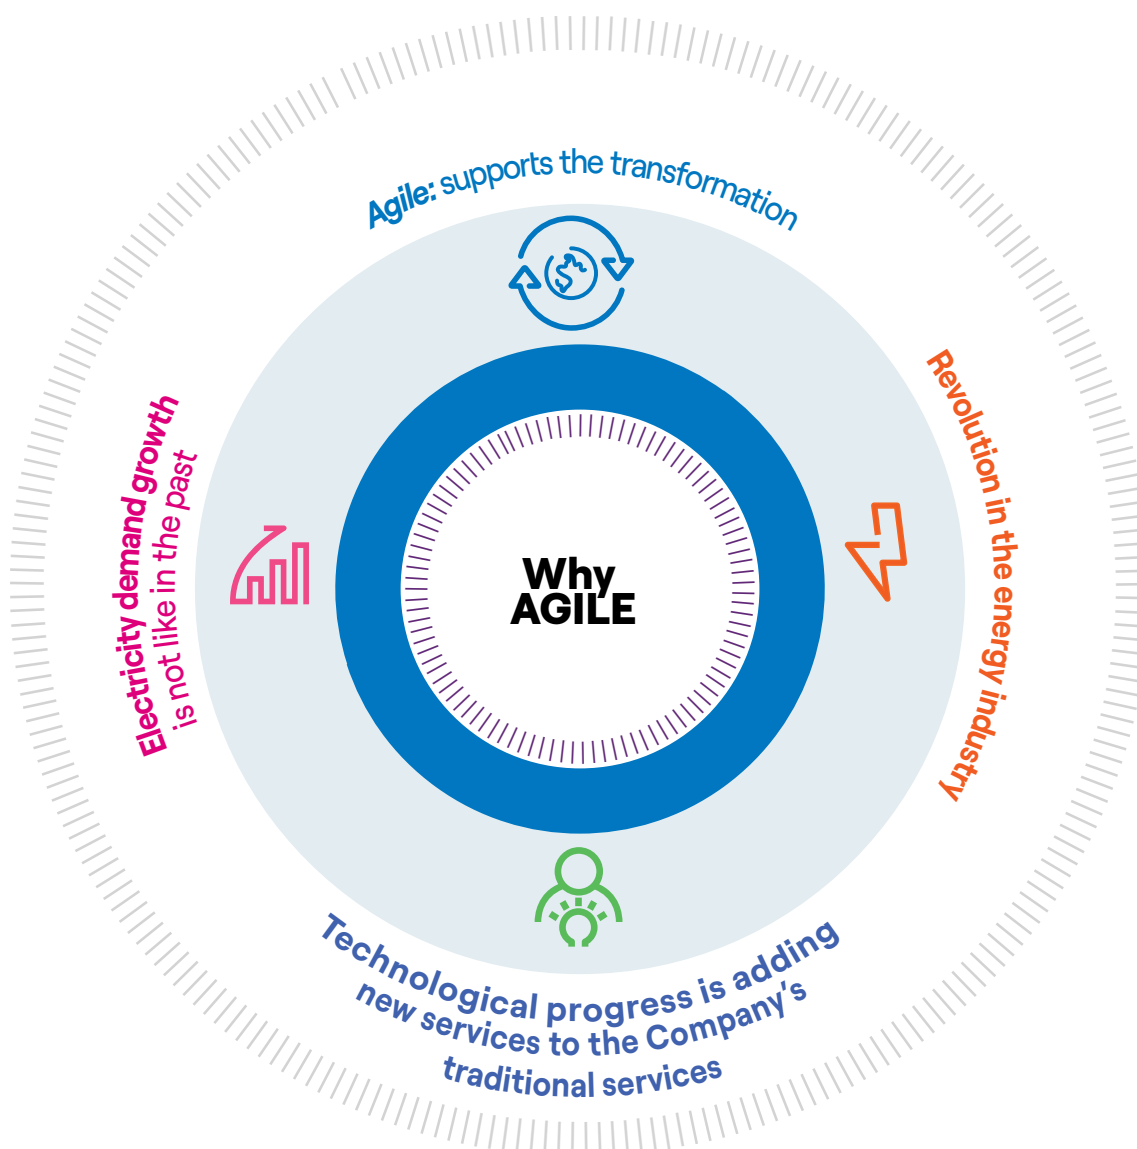 Agile: supports the transformation
Revolution in the energy industry
Electricity demand growth
is not like in the past
Why
AGILE
Technological progress is adding
new services to the Company's
traditional services